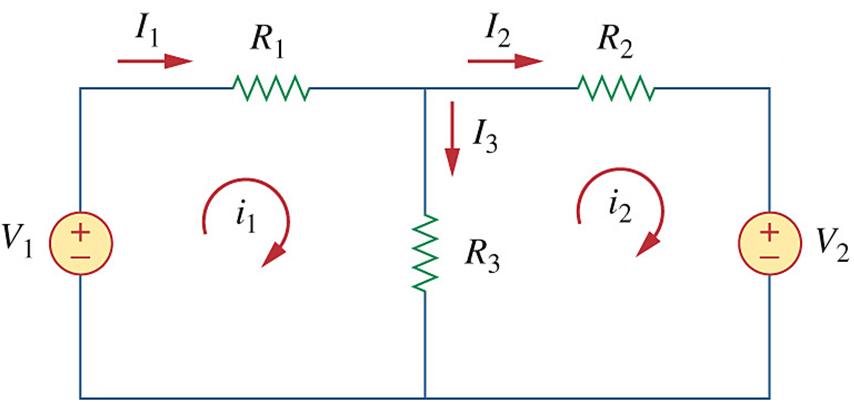 I₁
R₁
I₂
R₂
I₃
i₁
i₂
V₁
+
−
R₃
+
−
V₂